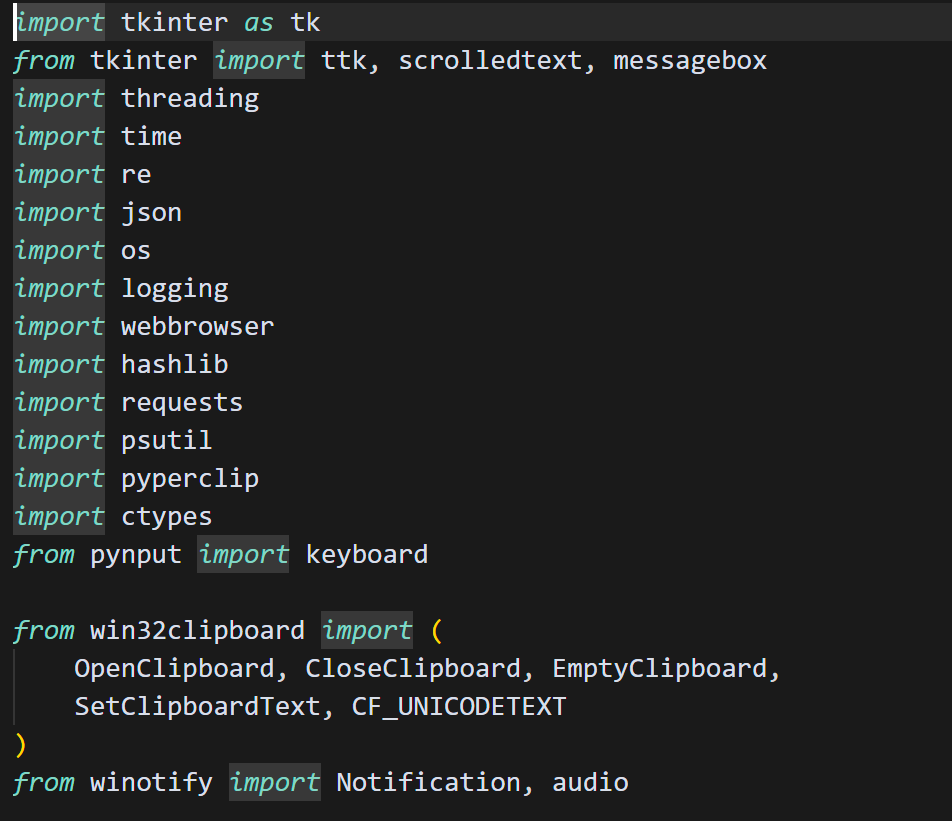 import tkinter as tk
from tkinter import ttk, scrolledtext, messagebox
import threading
import time
import re
import json
import os
import logging
import webbrowser
import hashlib
import requests
import psutil
import pyperclip
import ctypes
from pynput import keyboard

from win32clipboard import (
    OpenClipboard, CloseClipboard, EmptyClipboard,
    SetClipboardText, CF_UNICODETEXT
)
from winotify import Notification, audio